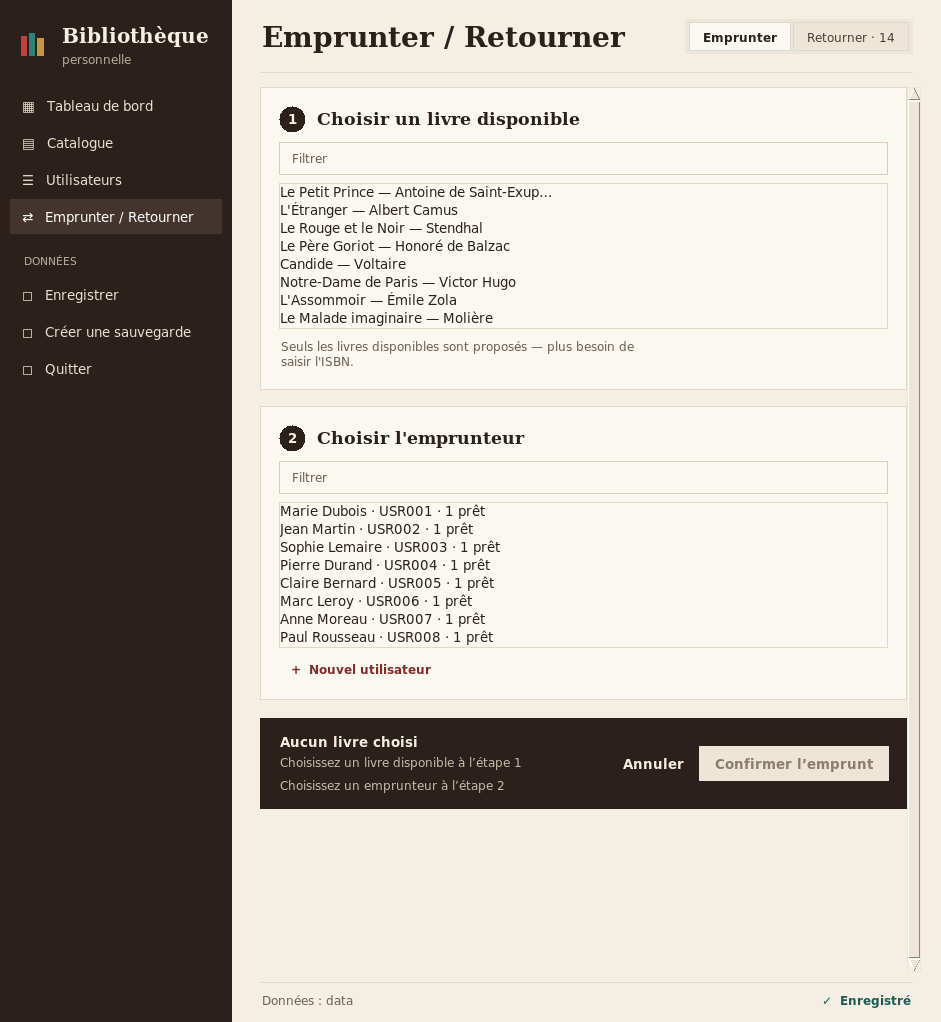 Bibliothèque
personnelle
Tableau de bord
Catalogue
Utilisateurs
Emprunter / Retourner
DONNÉES
Enregistrer
Créer une sauvegarde
Quitter
Emprunter / Retourner
Emprunter
Retourner · 14
1 Choisir un livre disponible
Filtrer
Le Petit Prince — Antoine de Saint-Exup...
L'Étranger — Albert Camus
Le Rouge et le Noir — Stendhal
Le Père Goriot — Honoré de Balzac
Candide — Voltaire
Notre-Dame de Paris — Victor Hugo
L'Assommoir — Émile Zola
Le Malade imaginaire — Molière
Seuls les livres disponibles sont proposés — plus besoin de
saisir l'ISBN.
2 Choisir l'emprunteur
Filtrer
Marie Dubois · USR001 · 1 prêt
Jean Martin · USR002 · 1 prêt
Sophie Lemaire · USR003 · 1 prêt
Pierre Durand · USR004 · 1 prêt
Claire Bernard · USR005 · 1 prêt
Marc Leroy · USR006 · 1 prêt
Anne Moreau · USR007 · 1 prêt
Paul Rousseau · USR008 · 1 prêt
+ Nouvel utilisateur
Aucun livre choisi
Choisissez un livre disponible à l’étape 1
Choisissez un emprunteur à l’étape 2
Annuler
Confirmer l’emprunt
Données : data
✓ Enregistré